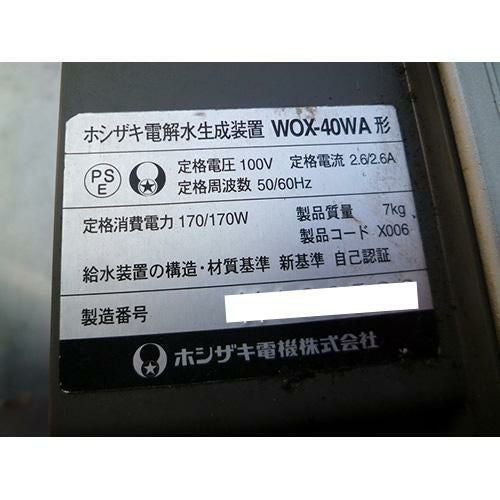 ホシザキ電解水生成装置 WOX-40WA 形
PS
E
定格電圧 100V 定格電流 2.6/2.6A
定格周波数 50/60Hz
定格消費電力 170/170W 製品質量 7kg
製品コード X006
給水装置の構造・材質基準 新基準 自己認証
製造番号
ホシザキ電機株式会社